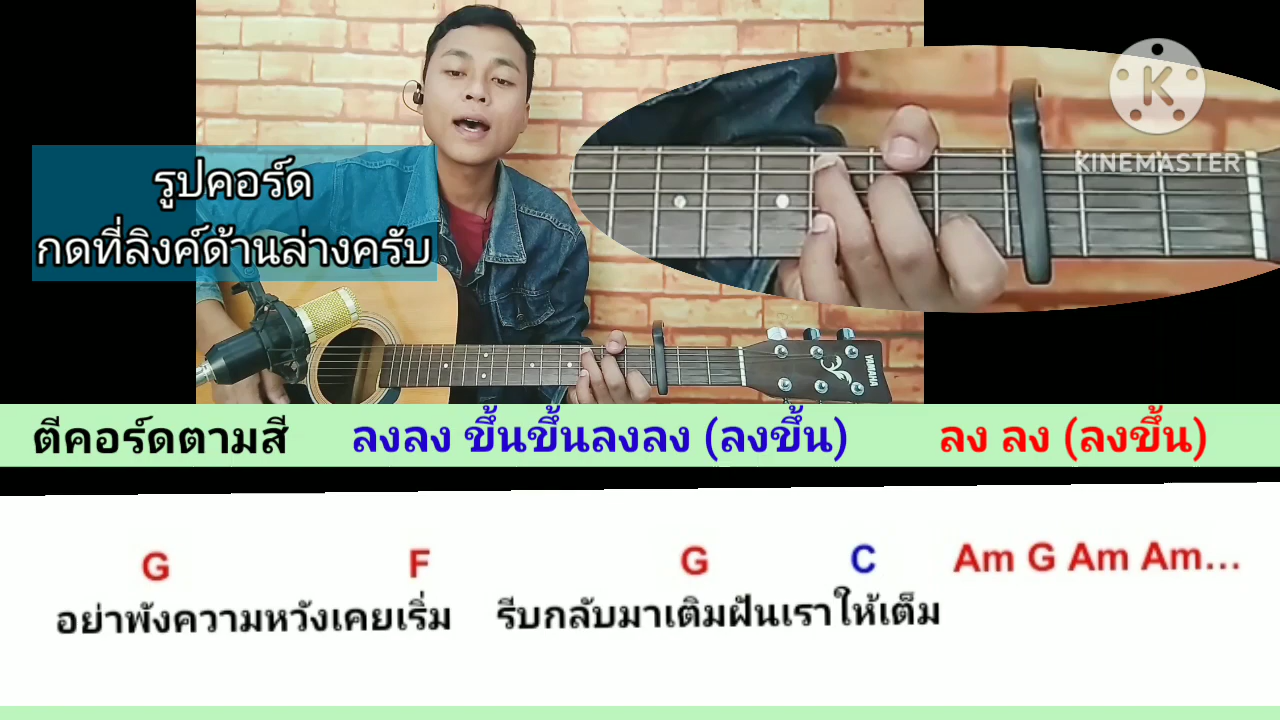 รูปคอร์ด
กดที่ลิงค์ด้านล่างครับ
KINEMASTER
YAMAHA
ตีคอร์ดตามสี ลงลง ขึ้นขึ้นลงลง (ลงขึ้น) ลง ลง (ลงขึ้น)
G F G C Am G Am Am...
อย่าพังความหวังเคยเริ่ม รีบกลับมาเติมฝันเราให้เต็ม